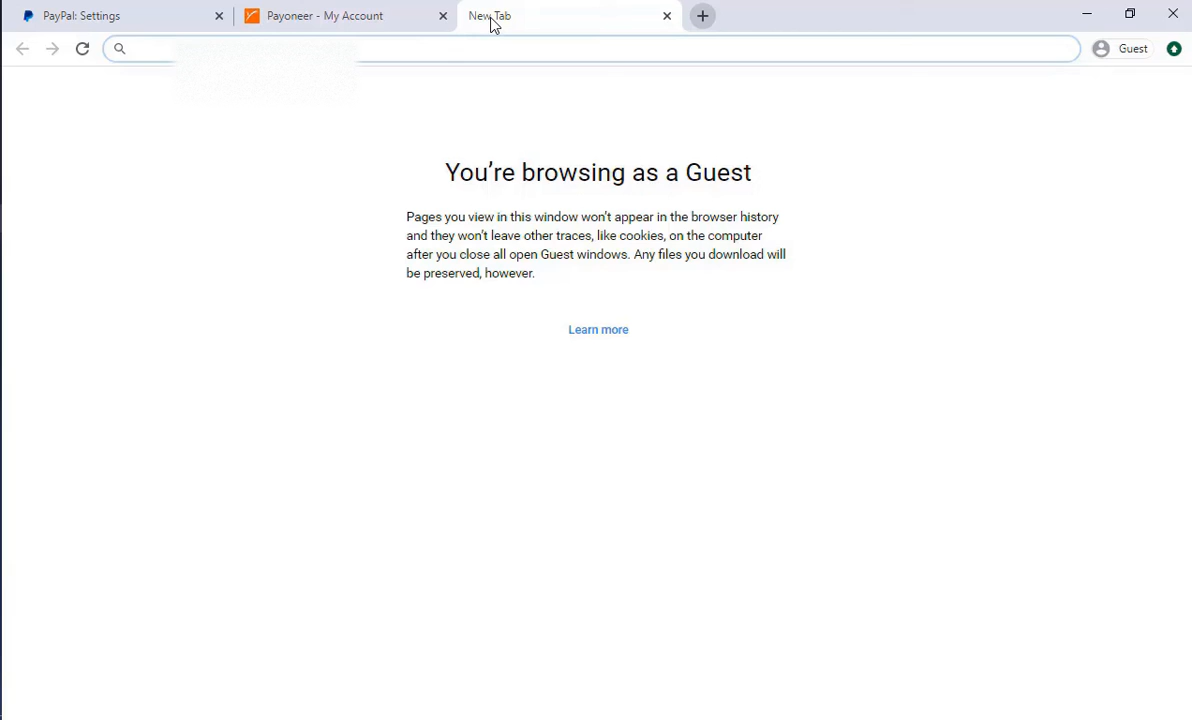 PayPal: Settings
Payoneer - My Account
New Tab
Guest
You're browsing as a Guest
Pages you view in this window won't appear in the browser history
and they won't leave other traces, like cookies, on the computer
after you close all open Guest windows. Any files you download will
be preserved, however.
Learn more